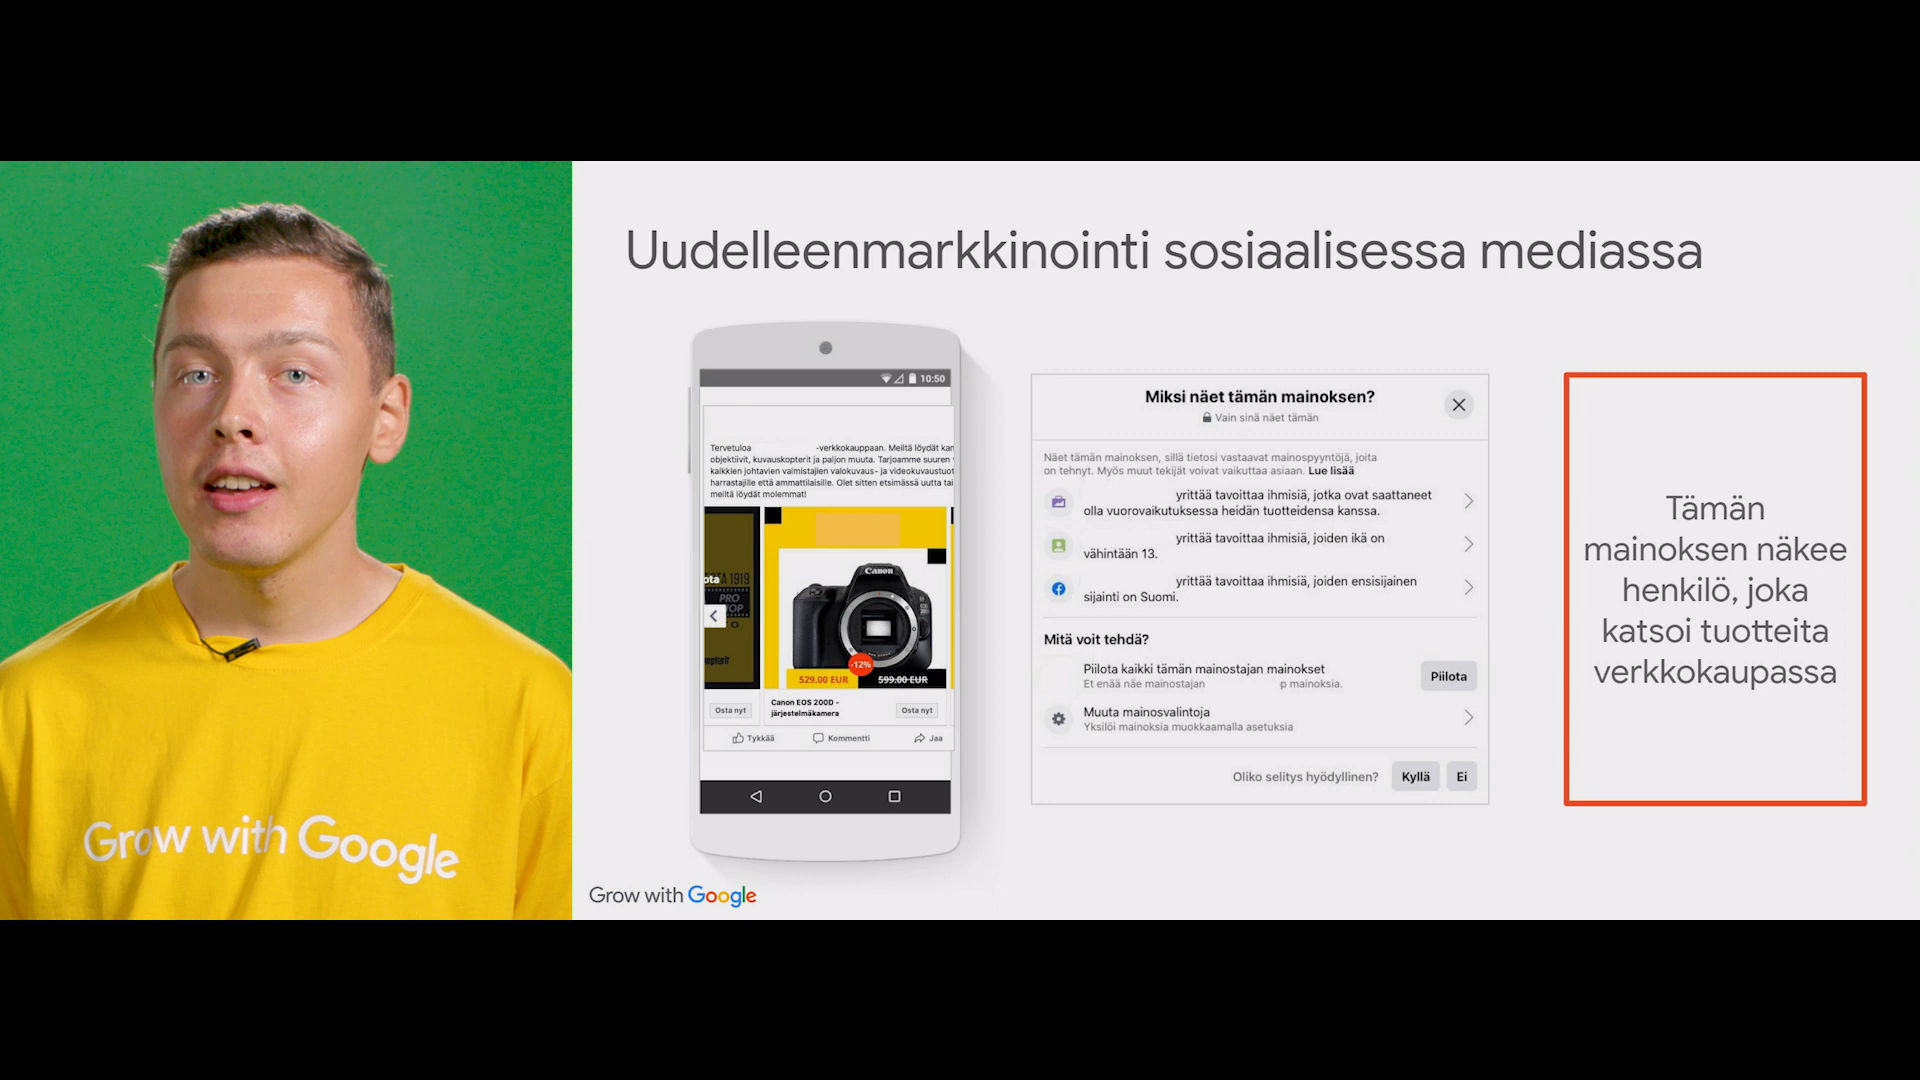 Uudelleenmarkkinointi sosiaalisessa mediassa
10:50
Tervetuloa -verkkokauppaan. Meiltä löydät kan
objektiivit, kuvauskopterit ja paljon muuta. Tarjoamme suuren
kaikkien johtavien valmistajien valokuvaus- ja videokuvaustuot
harrastajille että ammattilaisille. Olet sitten etsimässä uutta tai
meiltä löydät molemmat!
1919
PRO
Canon
-12%
529.00 EUR
599.00 EUR
Osta nyt
Canon EOS 200D -
järjestelmäkamera
Osta nyt
Tykkää
Kommentti
Jaa
Miksi näet tämän mainoksen?
Vain sinä näet tämän
Näet tämän mainoksen, sillä tietosi vastaavat mainospyyntöjä, joita
on tehnyt. Myös muut tekijät voivat vaikuttaa asiaan. Lue lisää
yrittää tavoittaa ihmisiä, jotka ovat saattaneet
olla vuorovaikutuksessa heidän tuotteidensa kanssa.
yrittää tavoittaa ihmisiä, joiden ikä on
vähintään 13.
yrittää tavoittaa ihmisiä, joiden ensisijainen
sijainti on Suomi.
Mitä voit tehdä?
Piilota kaikki tämän mainostajan mainokset
Et enää näe mainostajan p mainoksia.
Piilota
Muuta mainosvalintoja
Yksilöi mainoksia muokkaamalla asetuksia
Oliko selitys hyödyllinen?
Kyllä
Ei
Tämän
mainoksen näkee
henkilö, joka
katsoi tuotteita
verkkokaupassa
Grow with Google
Grow with Google